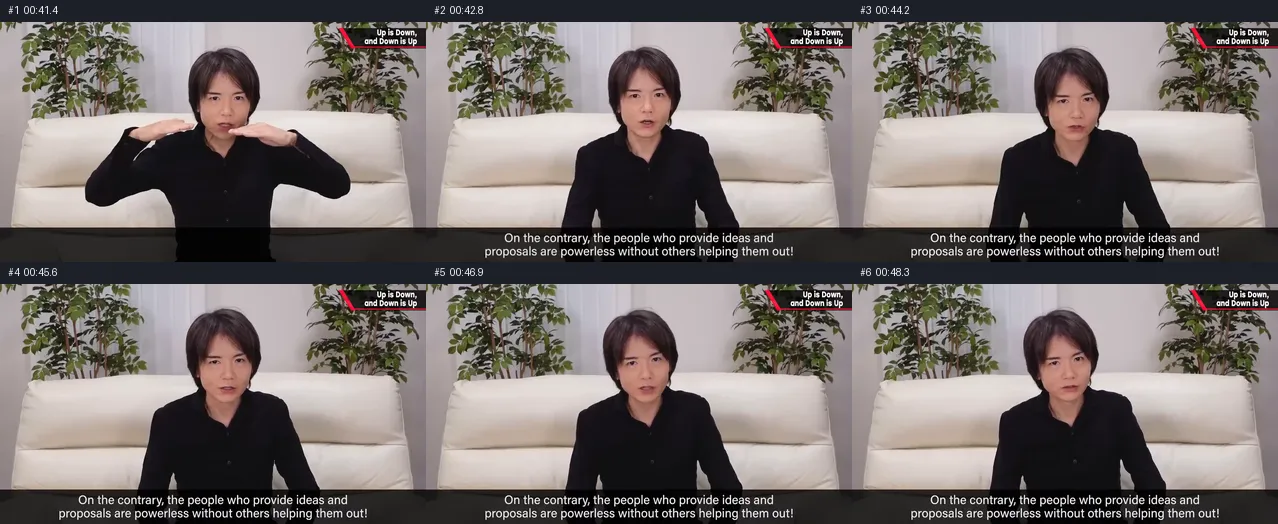 #1 00:41.4
Up is Down,
and Down is Up
#2 00:42.8
Up is Down,
and Down is Up
On the contrary, the people who provide ideas and
proposals are powerless without others helping them out!
#3 00:44.2
Up is Down,
and Down is Up
On the contrary, the people who provide ideas and
proposals are powerless without others helping them out!
#4 00:45.6
Up is Down,
and Down is Up
On the contrary, the people who provide ideas and
proposals are powerless without others helping them out!
#5 00:46.9
Up is Down,
and Down is Up
On the contrary, the people who provide ideas and
proposals are powerless without others helping them out!
#6 00:48.3
Up is Down,
and Down is Up
On the contrary, the people who provide ideas and
proposals are powerless without others helping them out!